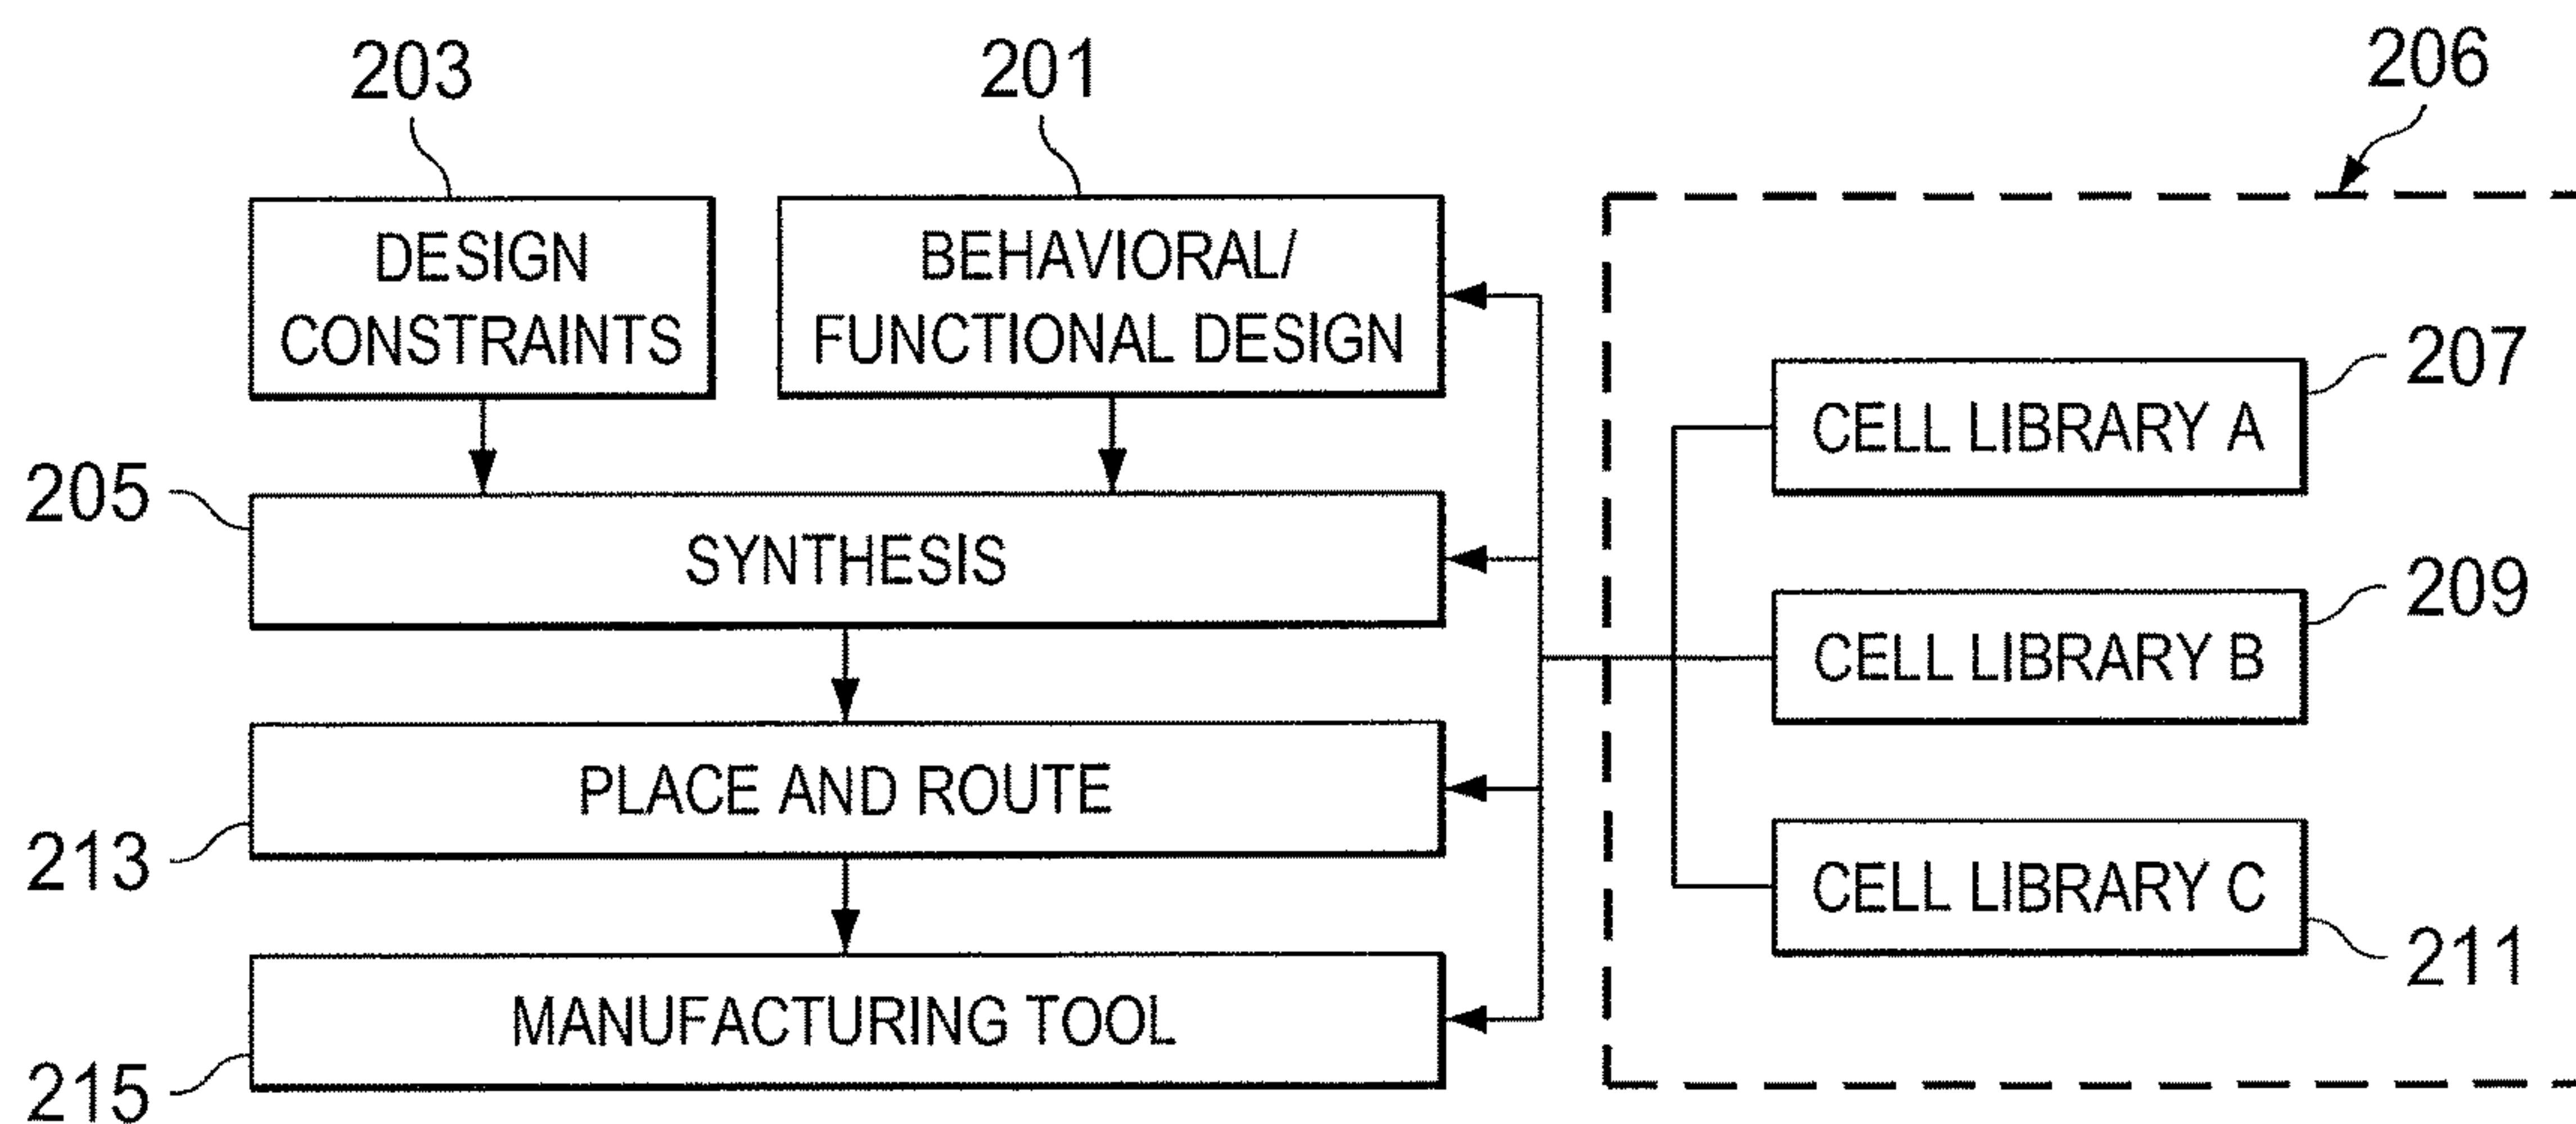 203
201
206
DESIGN
CONSTRAINTS
BEHAVIORAL/
FUNCTIONAL DESIGN
207
CELL LIBRARY A
205
SYNTHESIS
209
CELL LIBRARY B
PLACE AND ROUTE
213
CELL LIBRARY C
211
MANUFACTURING TOOL
215